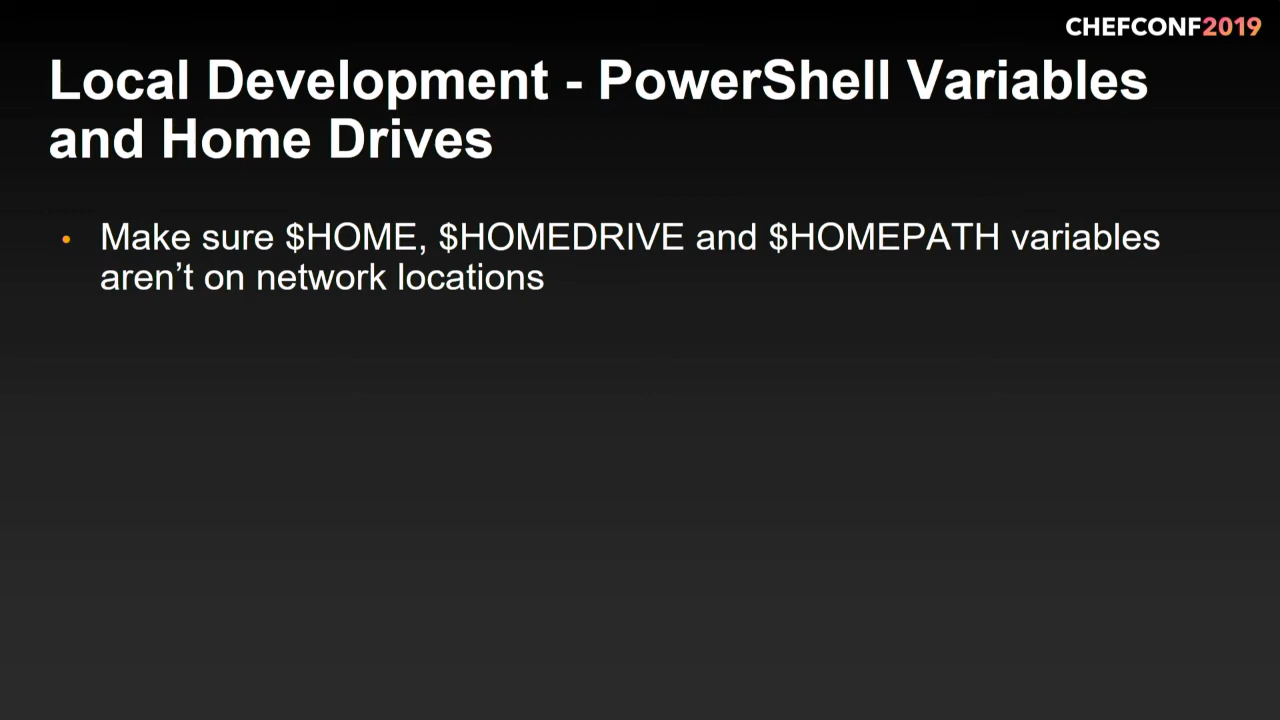 CHEFCONF2019
Local Development - PowerShell Variables
and Home Drives
• Make sure $HOME, $HOMEDRIVE and $HOMEPATH variables
aren’t on network locations